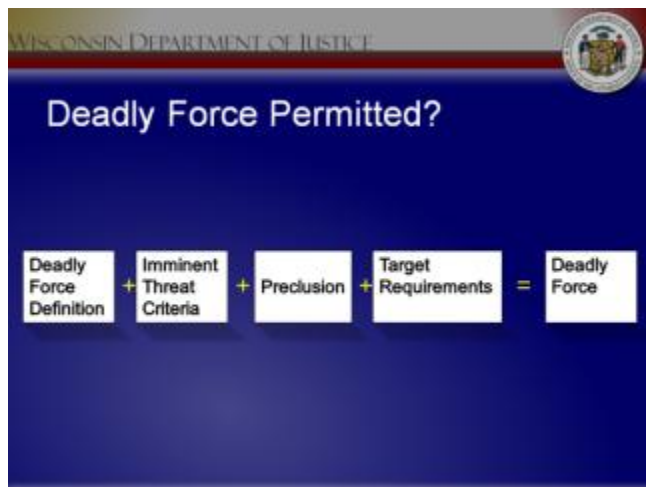 WISCONSIN DEPARTMENT OF JUSTICE
Deadly Force Permitted?
Deadly
Force
Definition
+
Imminent
Threat
Criteria
+
Preclusion
+
Target
Requirements
=
Deadly
Force